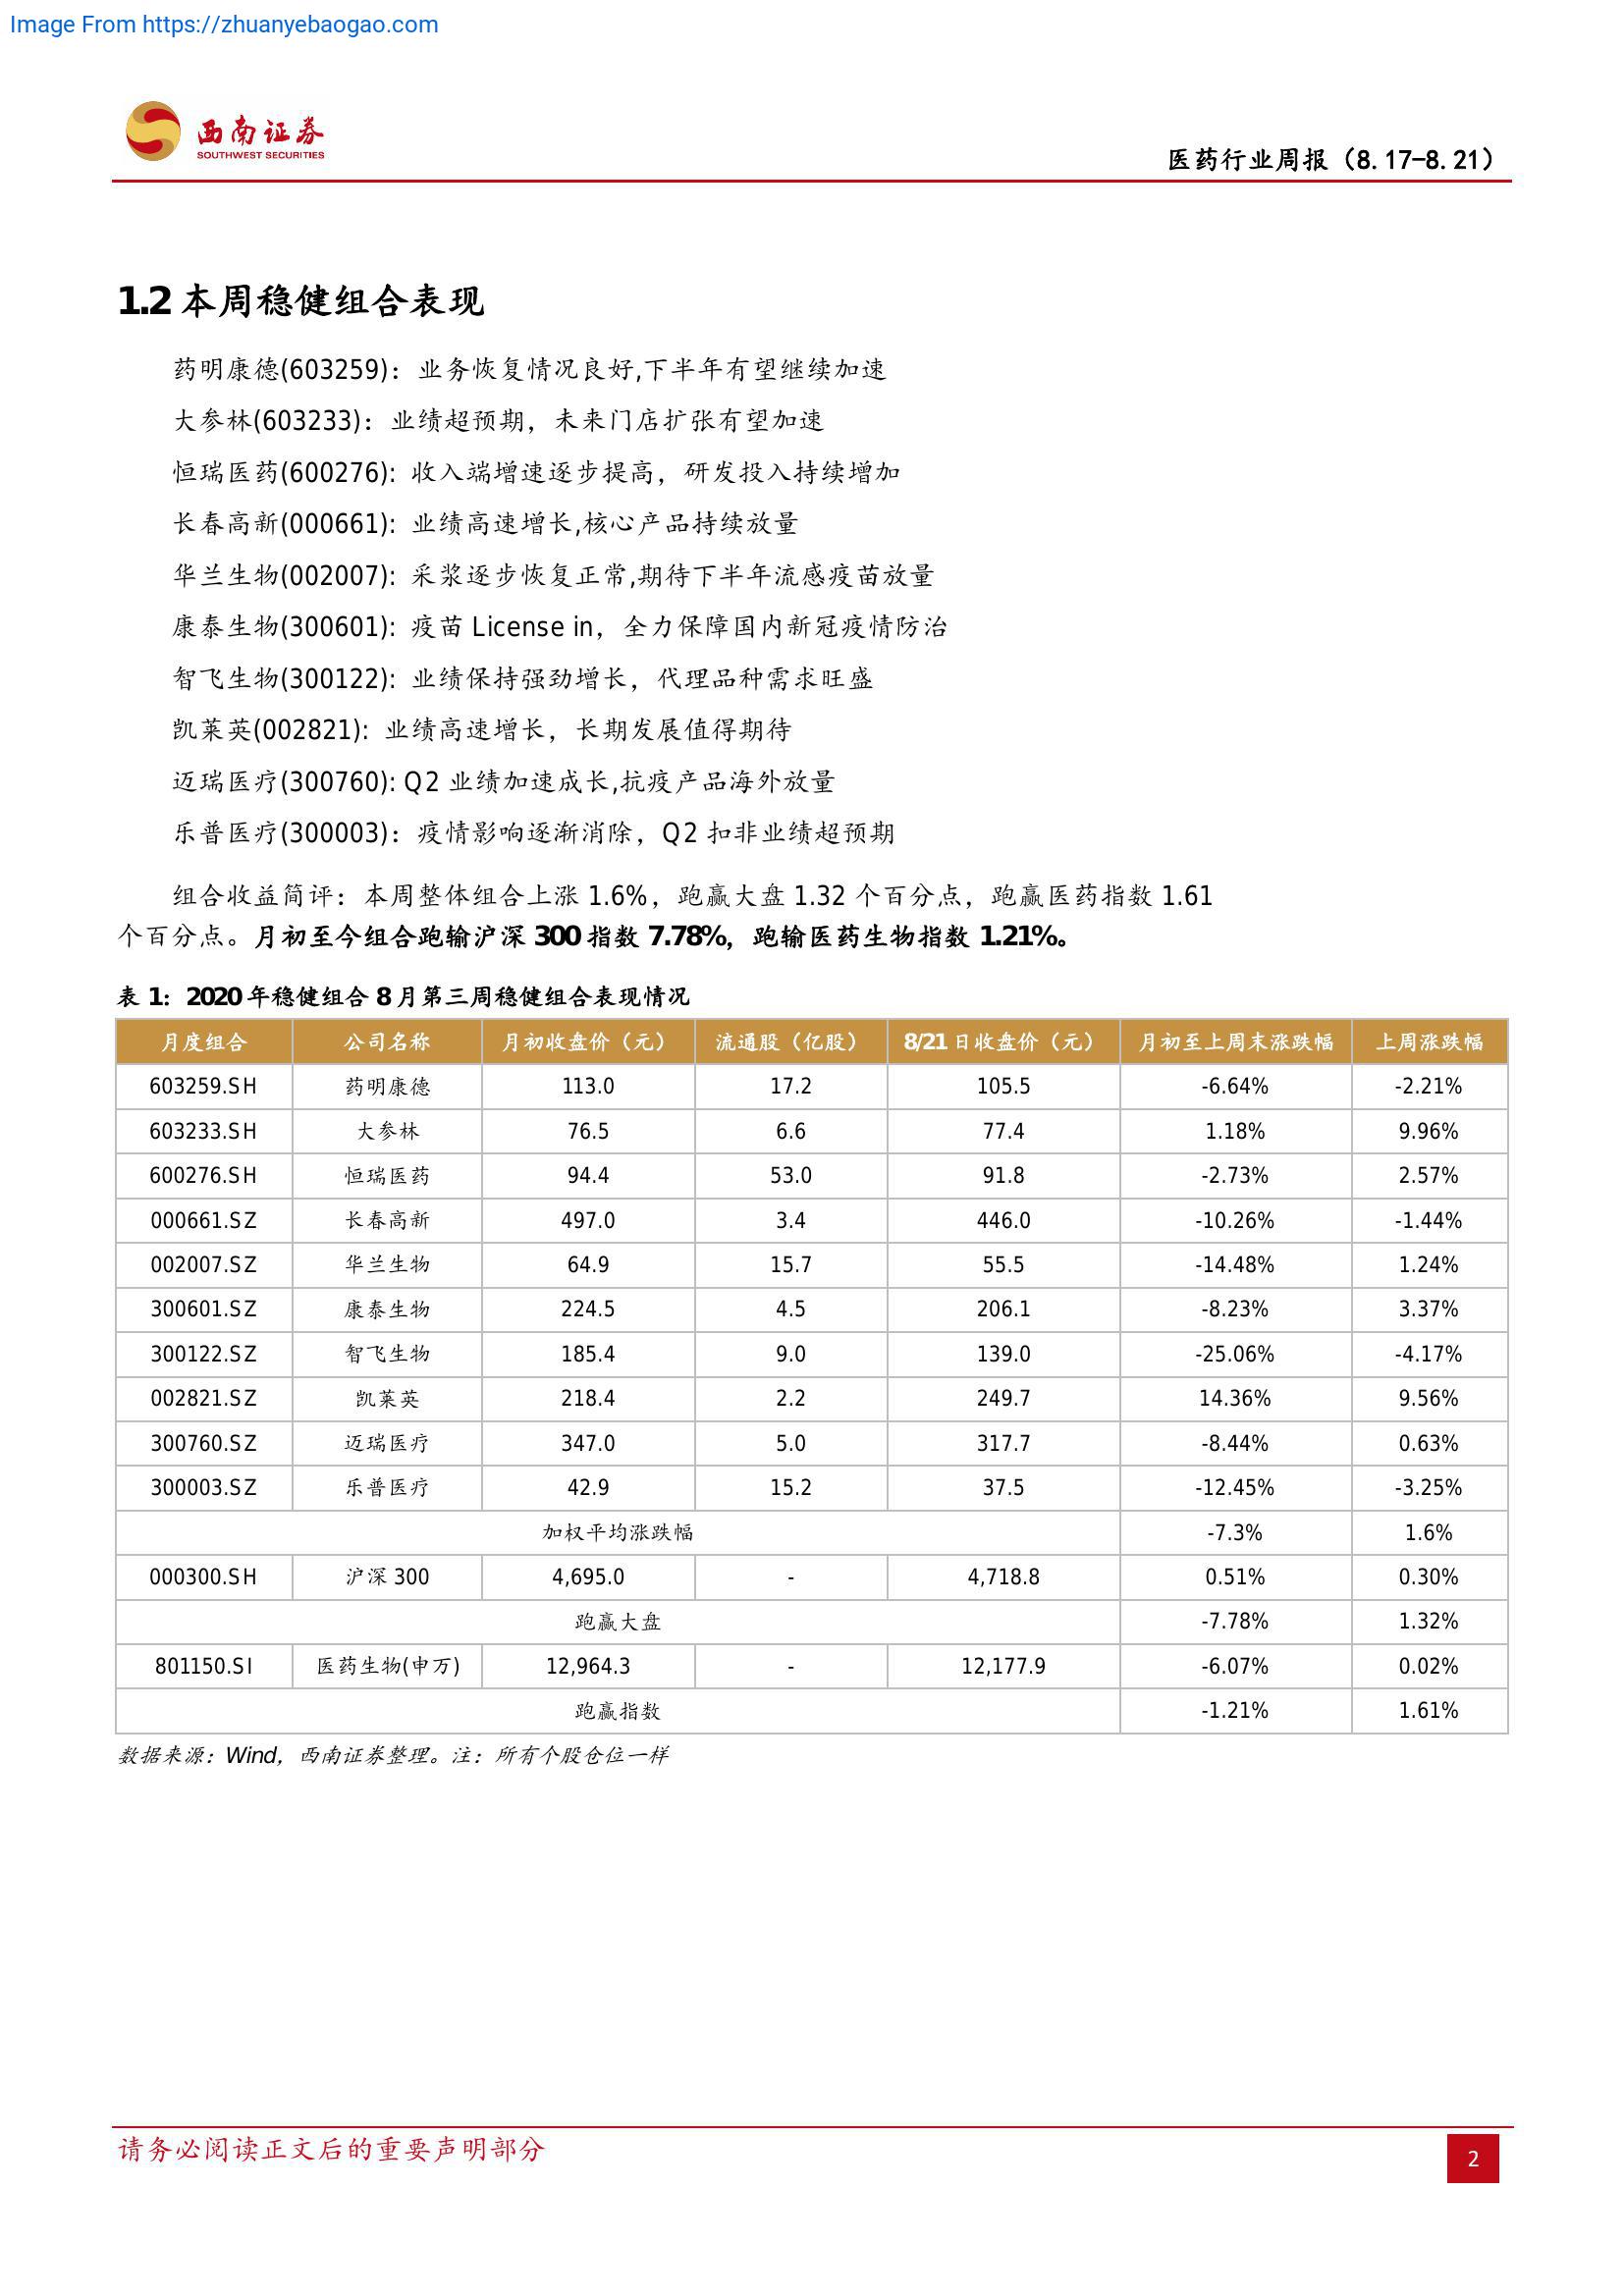 Image From https://zhuanyebaogao.com
西南证券
SOUTHWEST SECURITIES
医药行业周报（8.17-8.21）
1.2 本周稳健组合表现
药明康德(603259)：业务恢复情况良好,下半年有望继续加速
大参林(603233)：业绩超预期，未来门店扩张有望加速
恒瑞医药(600276): 收入端增速逐步提高，研发投入持续增加
长春高新(000661): 业绩高速增长,核心产品持续放量
华兰生物(002007): 采浆逐步恢复正常,期待下半年流感疫苗放量
康泰生物(300601): 疫苗 License in，全力保障国内新冠疫情防治
智飞生物(300122): 业绩保持强劲增长，代理品种需求旺盛
凯莱英(002821): 业绩高速增长，长期发展值得期待
迈瑞医疗(300760): Q2 业绩加速成长,抗疫产品海外放量
乐普医疗(300003)：疫情影响逐渐消除，Q2 扣非业绩超预期
组合收益简评：本周整体组合上涨 1.6%，跑赢大盘 1.32 个百分点，跑赢医药指数 1.61
个百分点。月初至今组合跑输沪深 300 指数 7.78%，跑输医药生物指数 1.21%。
表 1：2020 年稳健组合 8 月第三周稳健组合表现情况
月度组合 公司名称 月初收盘价（元） 流通股（亿股） 8/21 日收盘价（元） 月初至上周末涨跌幅 上周涨跌幅
603259.SH 药明康德 113.0 17.2 105.5 -6.64% -2.21%
603233.SH 大参林 76.5 6.6 77.4 1.18% 9.96%
600276.SH 恒瑞医药 94.4 53.0 91.8 -2.73% 2.57%
000661.SZ 长春高新 497.0 3.4 446.0 -10.26% -1.44%
002007.SZ 华兰生物 64.9 15.7 55.5 -14.48% 1.24%
300601.SZ 康泰生物 224.5 4.5 206.1 -8.23% 3.37%
300122.SZ 智飞生物 185.4 9.0 139.0 -25.06% -4.17%
002821.SZ 凯莱英 218.4 2.2 249.7 14.36% 9.56%
300760.SZ 迈瑞医疗 347.0 5.0 317.7 -8.44% 0.63%
300003.SZ 乐普医疗 42.9 15.2 37.5 -12.45% -3.25%
加权平均涨跌幅 -7.3% 1.6%
000300.SH 沪深 300 4,695.0 - 4,718.8 0.51% 0.30%
跑赢大盘 -7.78% 1.32%
801150.SI 医药生物(申万) 12,964.3 - 12,177.9 -6.07% 0.02%
跑赢指数 -1.21% 1.61%
数据来源：Wind，西南证券整理。注：所有个股仓位一样
请务必阅读正文后的重要声明部分
2